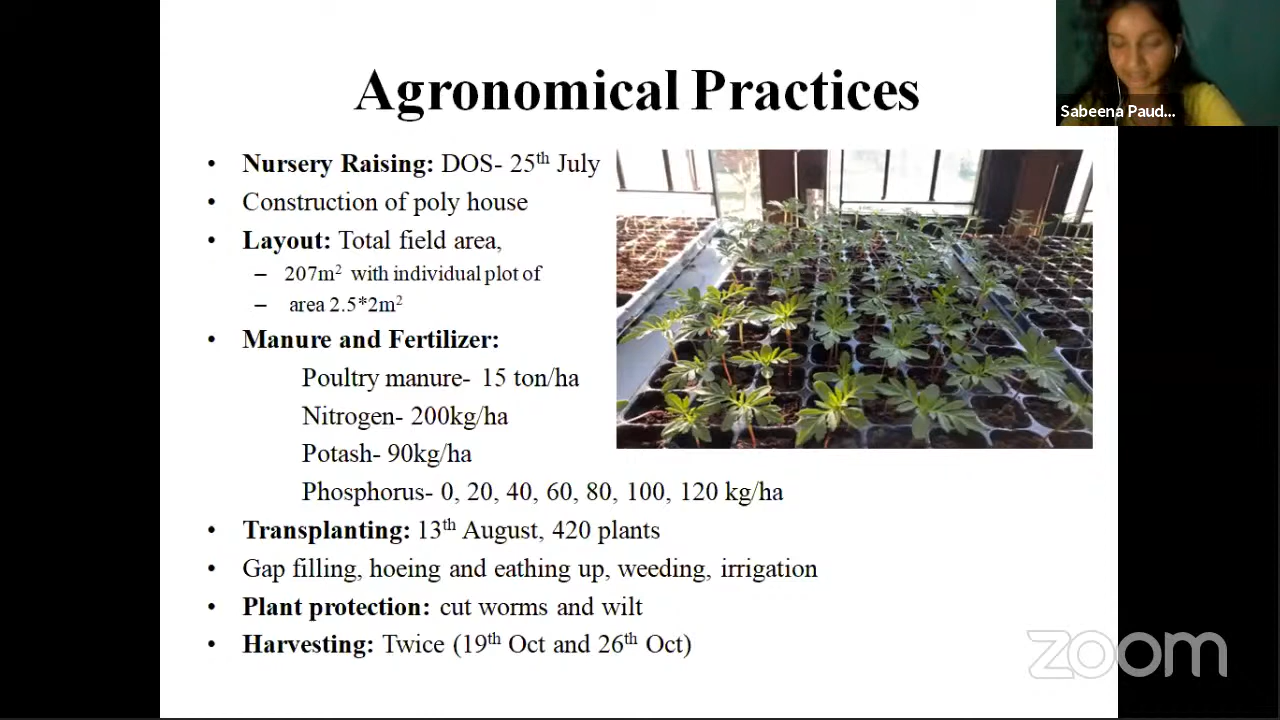 Agronomical Practices
Sabeena Paud...
• Nursery Raising: DOS- 25th July
• Construction of poly house
• Layout: Total field area,
– 207m² with individual plot of
– area 2.5*2m²
• Manure and Fertilizer:
Poultry manure- 15 ton/ha
Nitrogen- 200kg/ha
Potash- 90kg/ha
Phosphorus- 0, 20, 40, 60, 80, 100, 120 kg/ha
• Transplanting: 13th August, 420 plants
• Gap filling, hoeing and eathing up, weeding, irrigation
• Plant protection: cut worms and wilt
• Harvesting: Twice (19th Oct and 26th Oct)
zoom